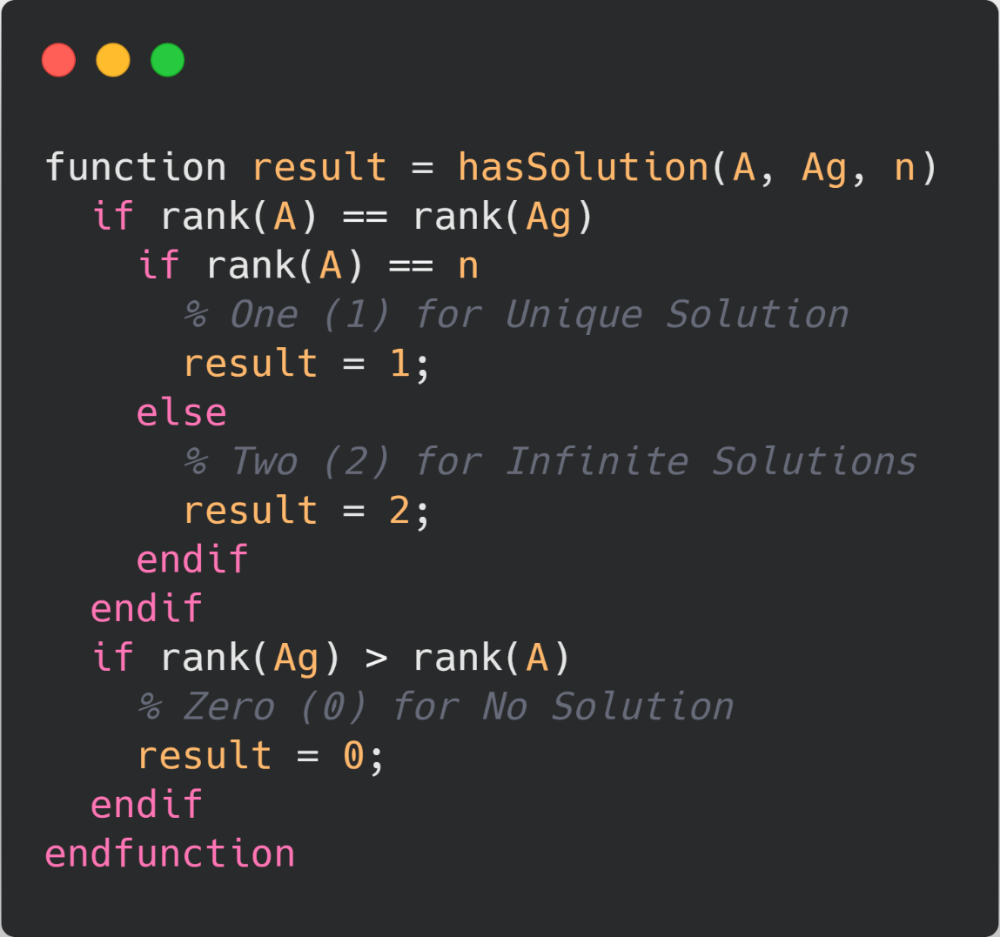 function result = hasSolution(A, Ag, n)
  if rank(A) == rank(Ag)
    if rank(A) == n
      % One (1) for Unique Solution
      result = 1;
    else
      % Two (2) for Infinite Solutions
      result = 2;
    endif
  endif
  if rank(Ag) > rank(A)
    % Zero (0) for No Solution
    result = 0;
  endif
endfunction